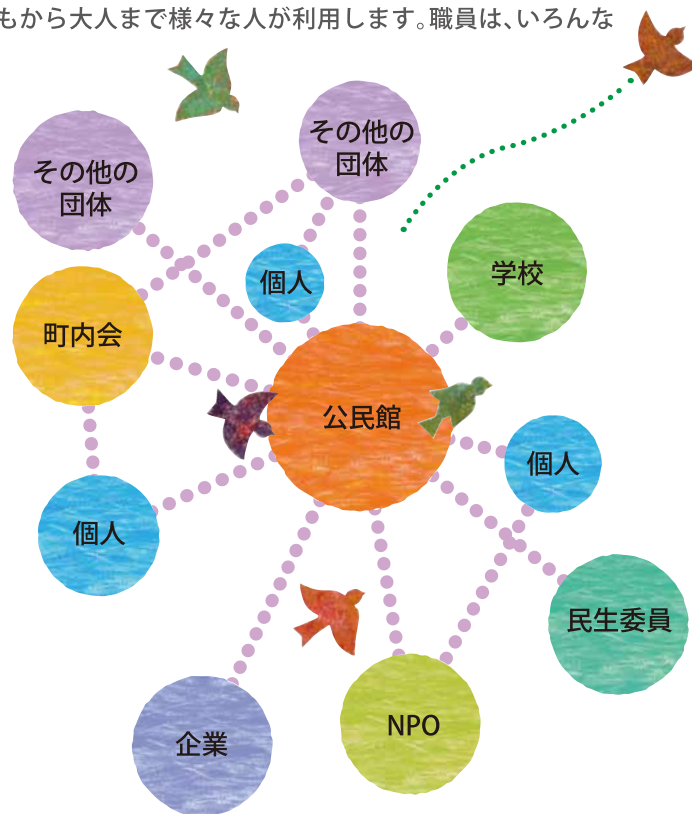 もから大人まで様々な人が利用します。職員は、いろんな
その他の
団体
その他の
団体
個人
学校
町内会
公民館
個人
個人
民生委員
企業
NPO